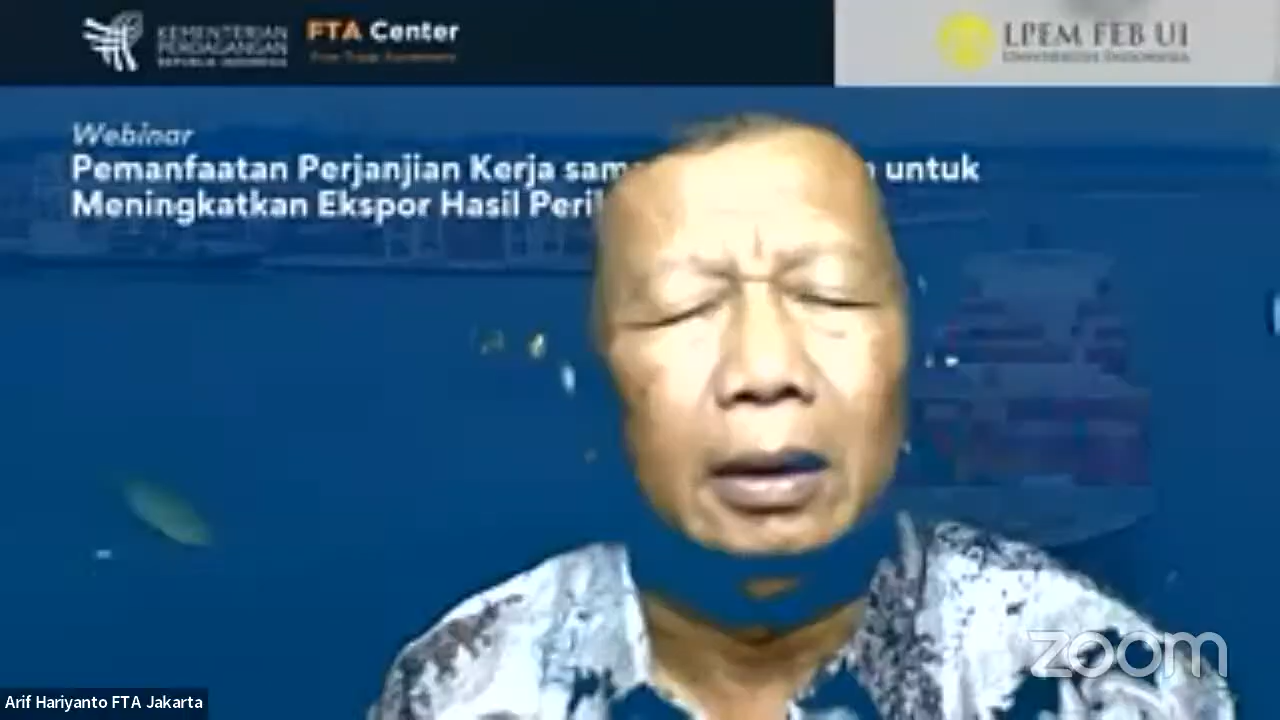 KEMENTERIAN
PERDAGANGAN
REPUBLIK INDONESIA
FTA Center
Free Trade Agreement
LPEM FEB UI
UNIVERSITAS INDONESIA
Webinar
Pemanfaatan Perjanjian Kerja sam untuk
Meningkatkan Ekspor Hasil Peri
Arif Hariyanto FTA Jakarta
zoom